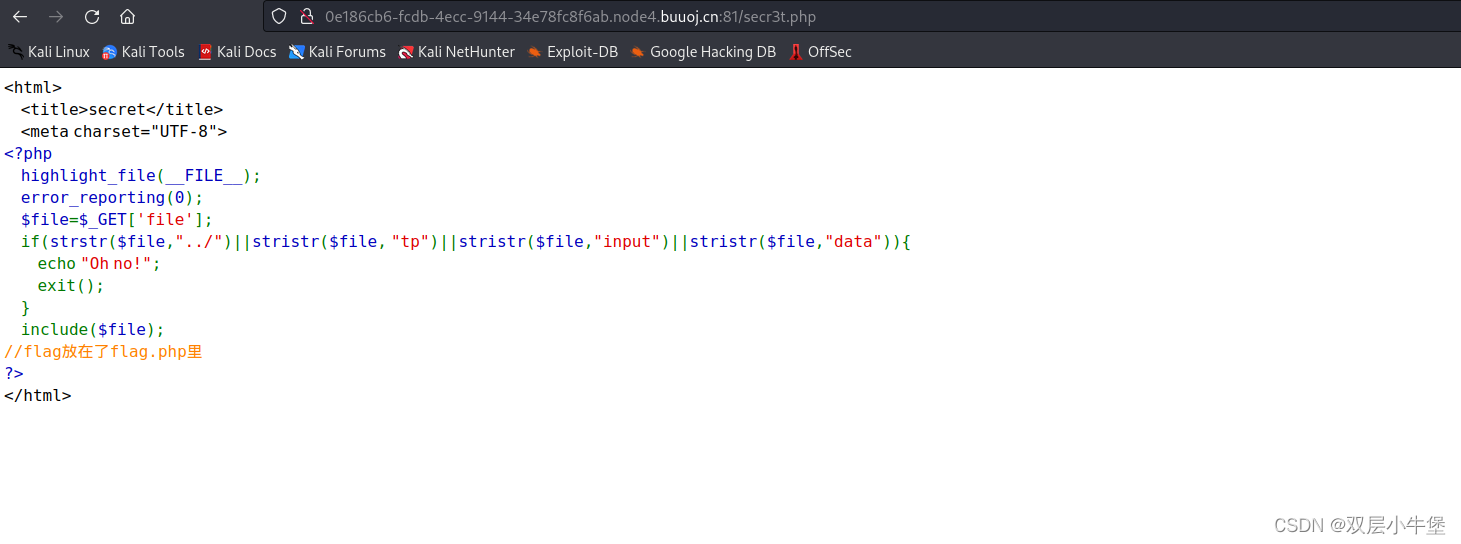 0e186cb6-fcdb-4ecc-9144-34e78fc8f6ab.node4.buuoj.cn:81/secr3t.php
Kali Linux Kali Tools Kali Docs Kali Forums Kali NetHunter Exploit-DB Google Hacking DB OffSec
<html>
<title>secret</title>
<meta charset="UTF-8">
<?php
highlight_file(__FILE__);
error_reporting(0);
$file=$_GET['file'];
if(strstr($file,"../")||stristr($file, "tp")||stristr($file,"input")||stristr($file,"data")){
echo "Oh no!";
exit();
}
include($file);
//flag放在了flag.php里
?>
</html>
CSDN @双层小牛堡